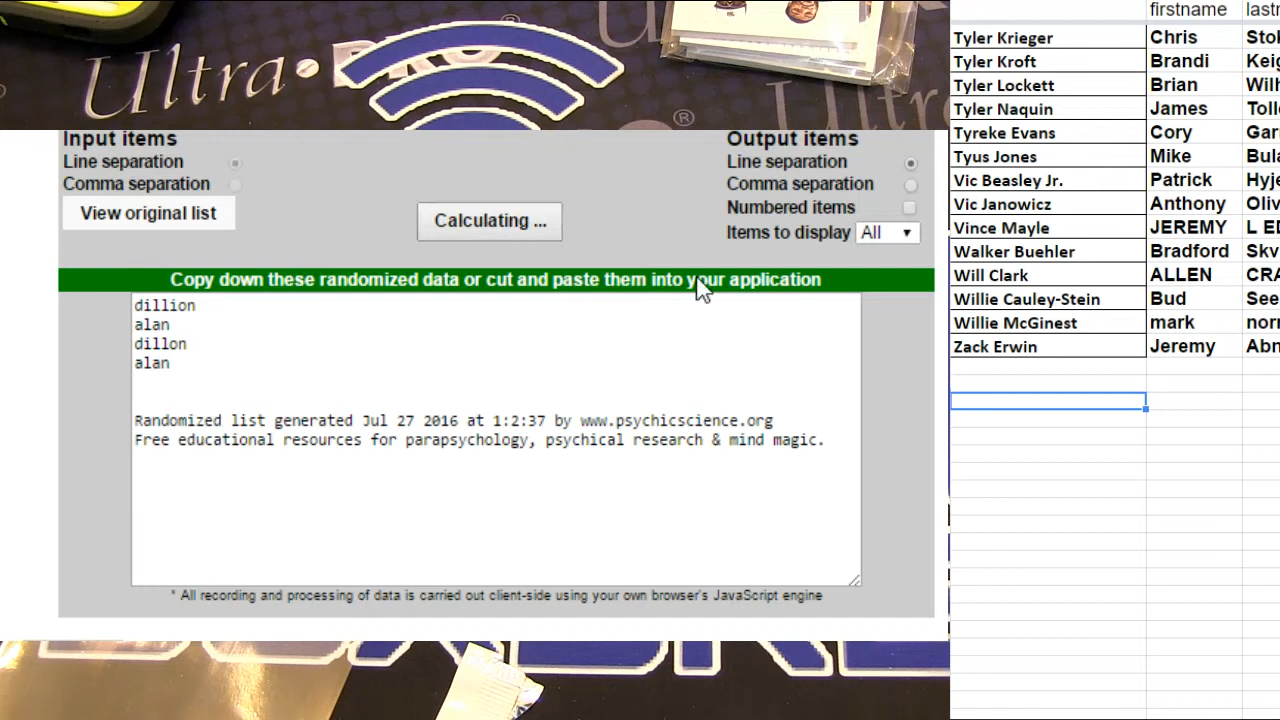 Ultra PRO
Input items
Line separation
Comma separation
View original list
Calculating ...
Output items
Line separation
Comma separation
Numbered items
Items to display All
Copy down these randomized data or cut and paste them into your application
dillion
alan
dillon
alan
Randomized list generated Jul 27 2016 at 1:2:37 by www.psychicscience.org
Free educational resources for parapsychology, psychical research & mind magic.
* All recording and processing of data is carried out client-side using your own browser's JavaScript engine
firstname
Tyler Krieger Chris
Tyler Kroft Brandi
Tyler Lockett Brian
Tyler Naquin James
Tyreke Evans Cory
Tyus Jones Mike
Vic Beasley Jr. Patrick
Vic Janowicz Anthony
Vince Mayle JEREMY
Walker Buehler Bradford
Will Clark ALLEN
Willie Cauley-Stein Bud
Willie McGinest mark
Zack Erwin Jeremy